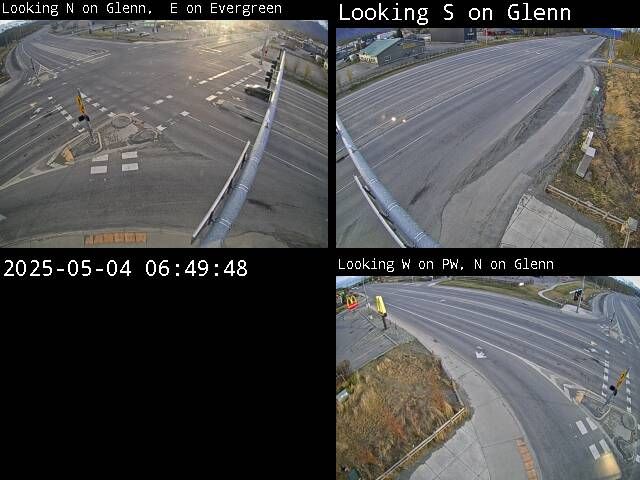 Looking N on Glenn,  E on Evergreen
Looking S on Glenn
2025-05-04 06:49:48
Looking W on PW, N on Glenn